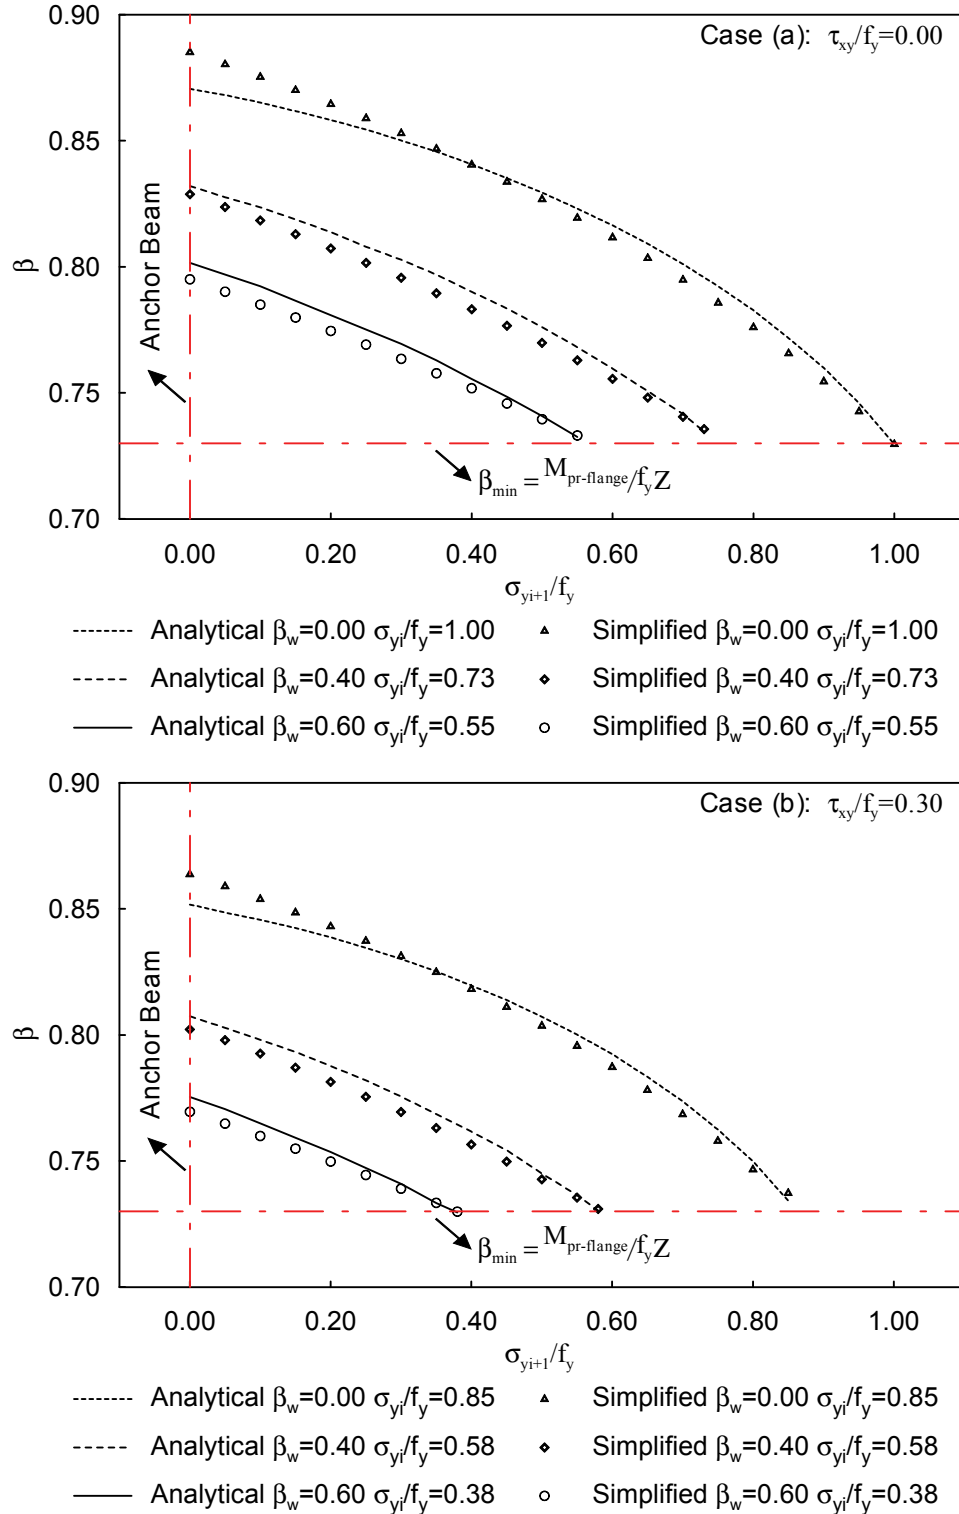 0.90
Case (a): τxy/fy=0.00
0.85
0.80
β
Anchor Beam
0.75
βmin = Mpr-flange/fyZ
0.70
0.00 0.20 0.40 0.60 0.80 1.00
σyi+1/fy
Analytical βw=0.00 σyi/fy=1.00 Simplified βw=0.00 σyi/fy=1.00
Analytical βw=0.40 σyi/fy=0.73 Simplified βw=0.40 σyi/fy=0.73
Analytical βw=0.60 σyi/fy=0.55 Simplified βw=0.60 σyi/fy=0.55
0.90
Case (b): τxy/fy=0.30
0.85
0.80
β
Anchor Beam
0.75
βmin = Mpr-flange/fyZ
0.70
0.00 0.20 0.40 0.60 0.80 1.00
σyi+1/fy
Analytical βw=0.00 σyi/fy=0.85 Simplified βw=0.00 σyi/fy=0.85
Analytical βw=0.40 σyi/fy=0.58 Simplified βw=0.40 σyi/fy=0.58
Analytical βw=0.60 σyi/fy=0.38 Simplified βw=0.60 σyi/fy=0.38